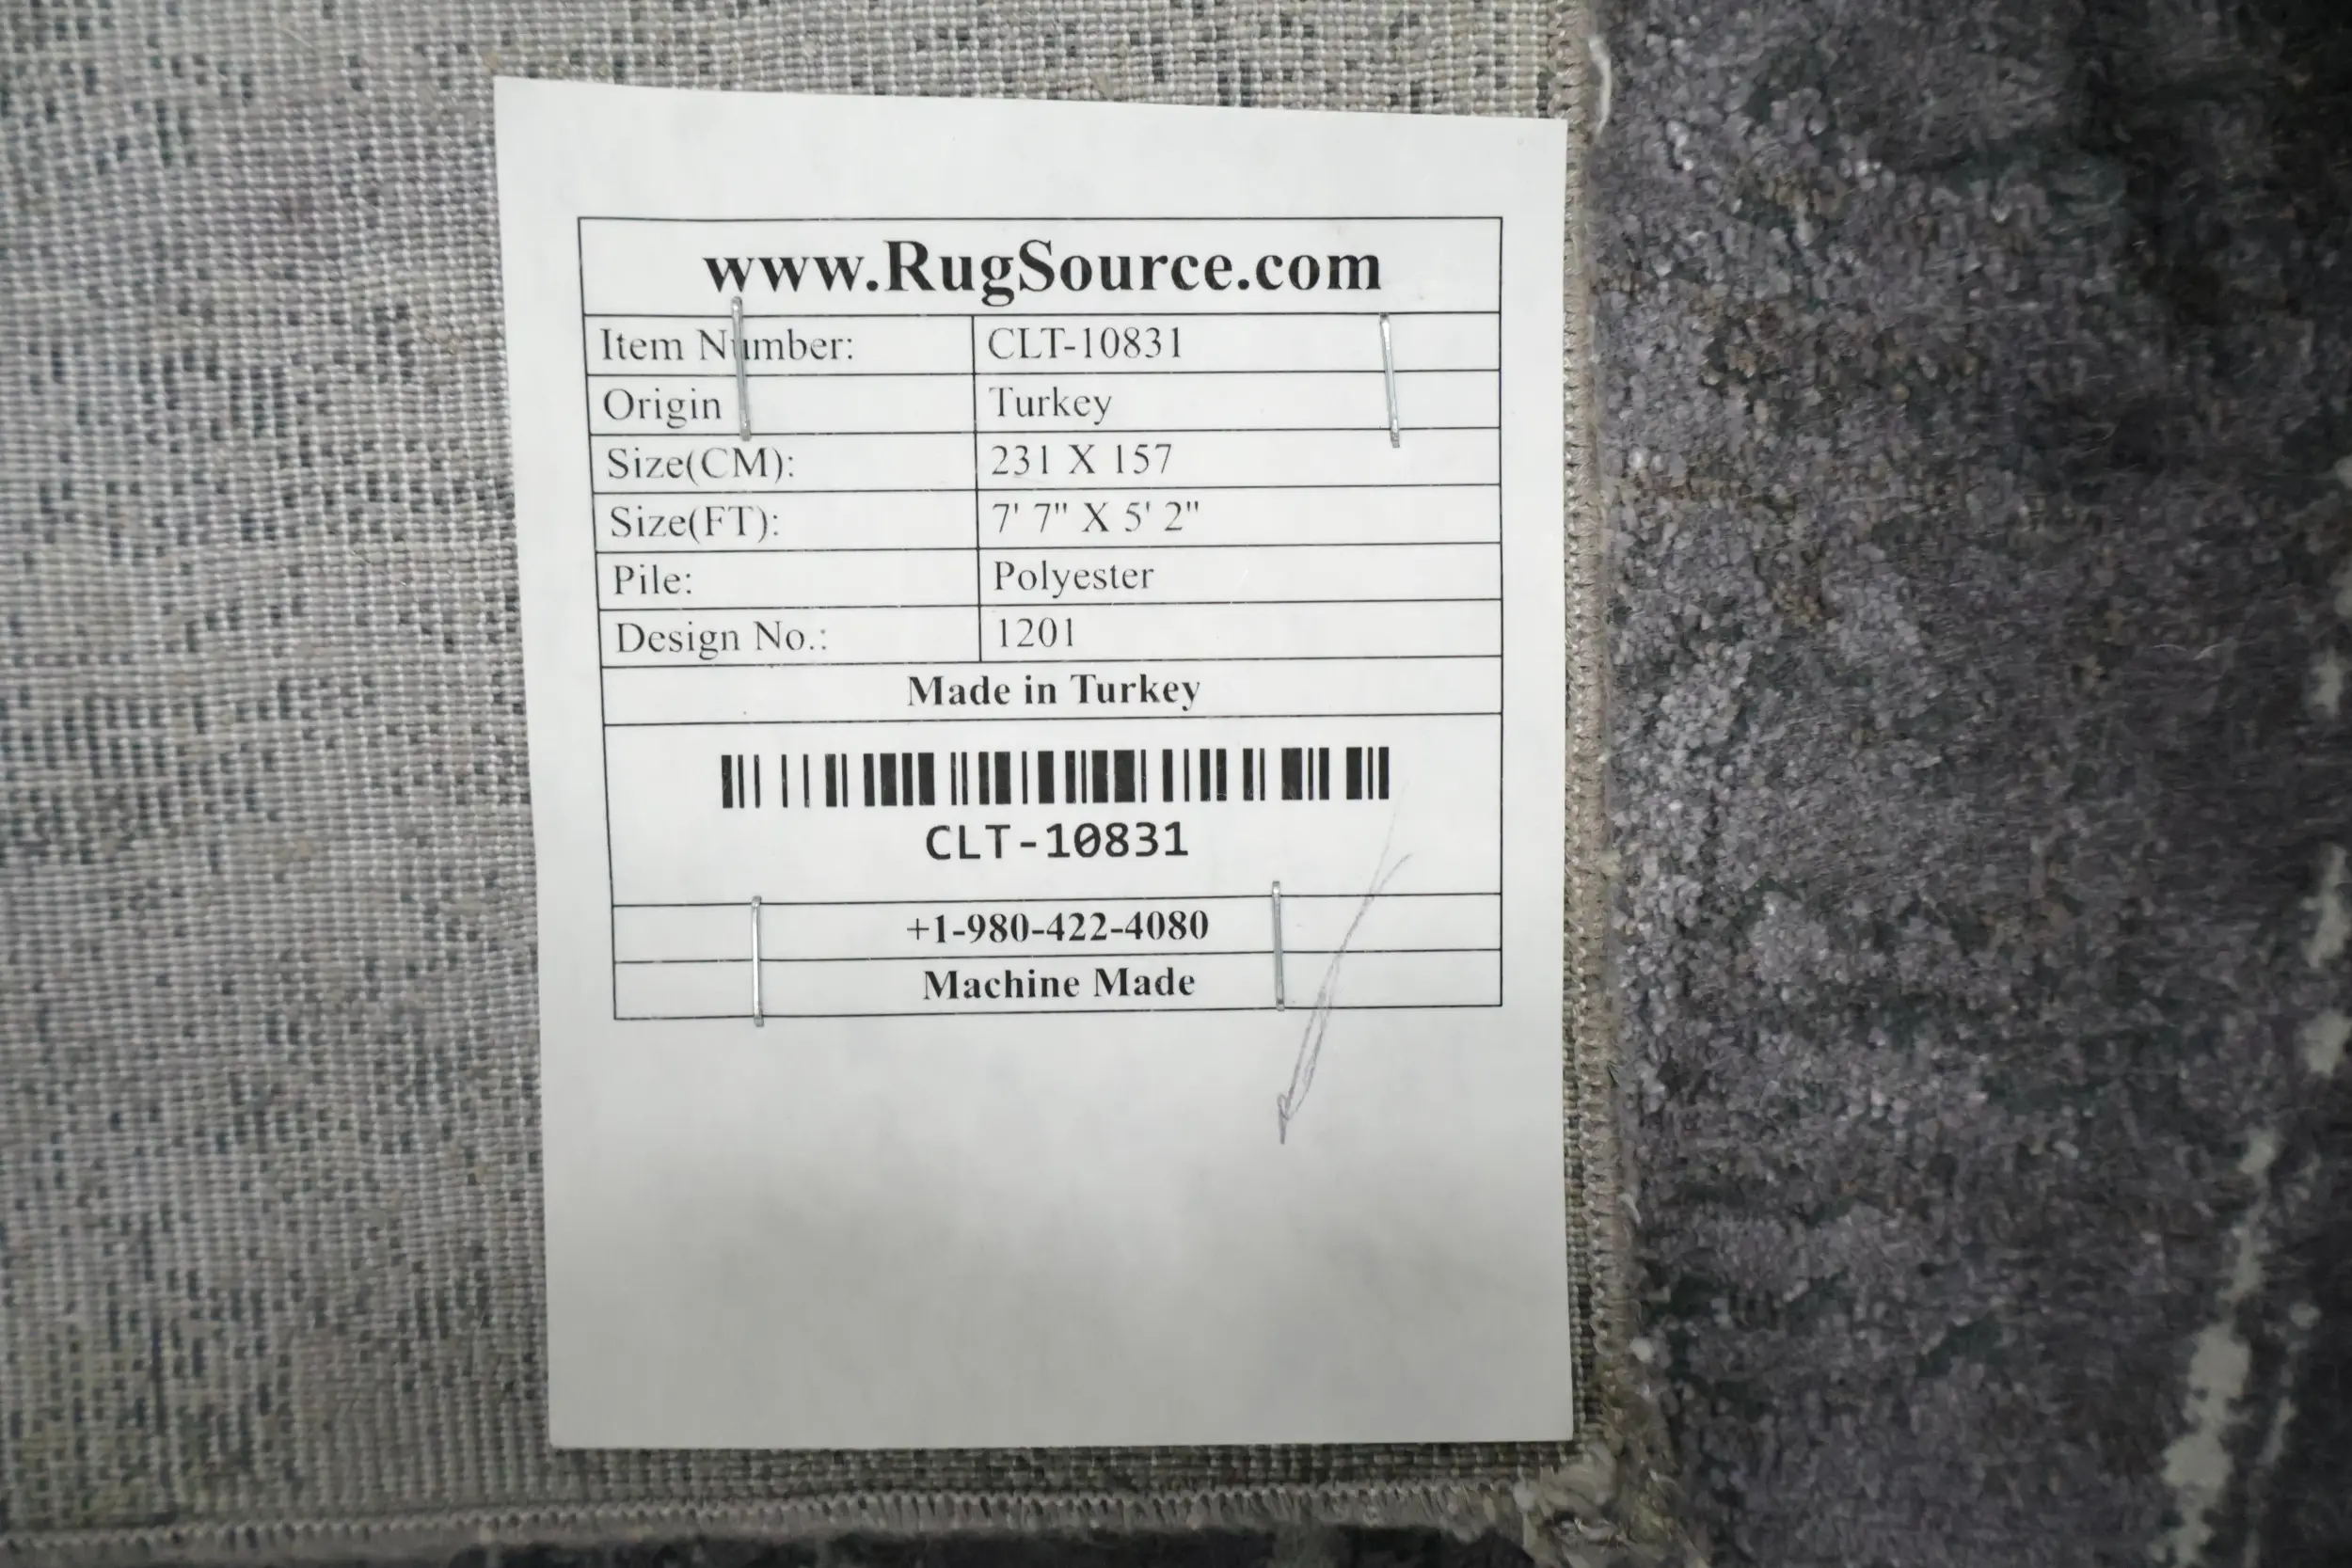 www.RugSource.com
Item Number: CLT-10831
Origin Turkey
Size(CM): 231 X 157
Size(FT): 7' 7" X 5' 2"
Pile: Polyester
Design No.: 1201
Made in Turkey
CLT-10831
+1-980-422-4080
Machine Made